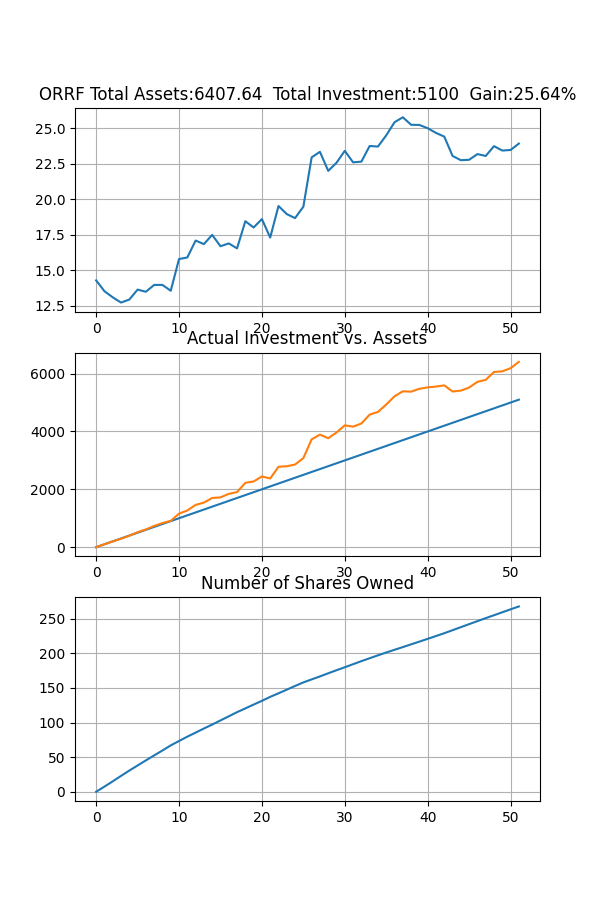 ORRF Total Assets:6407.64  Total Investment:5100  Gain:25.64%
25.0
22.5
20.0
17.5
15.0
12.5
0 10 20 30 40 50
Actual Investment vs. Assets
6000
4000
2000
0
0 10 20 30 40 50
Number of Shares Owned
250
200
150
100
50
0
0 10 20 30 40 50